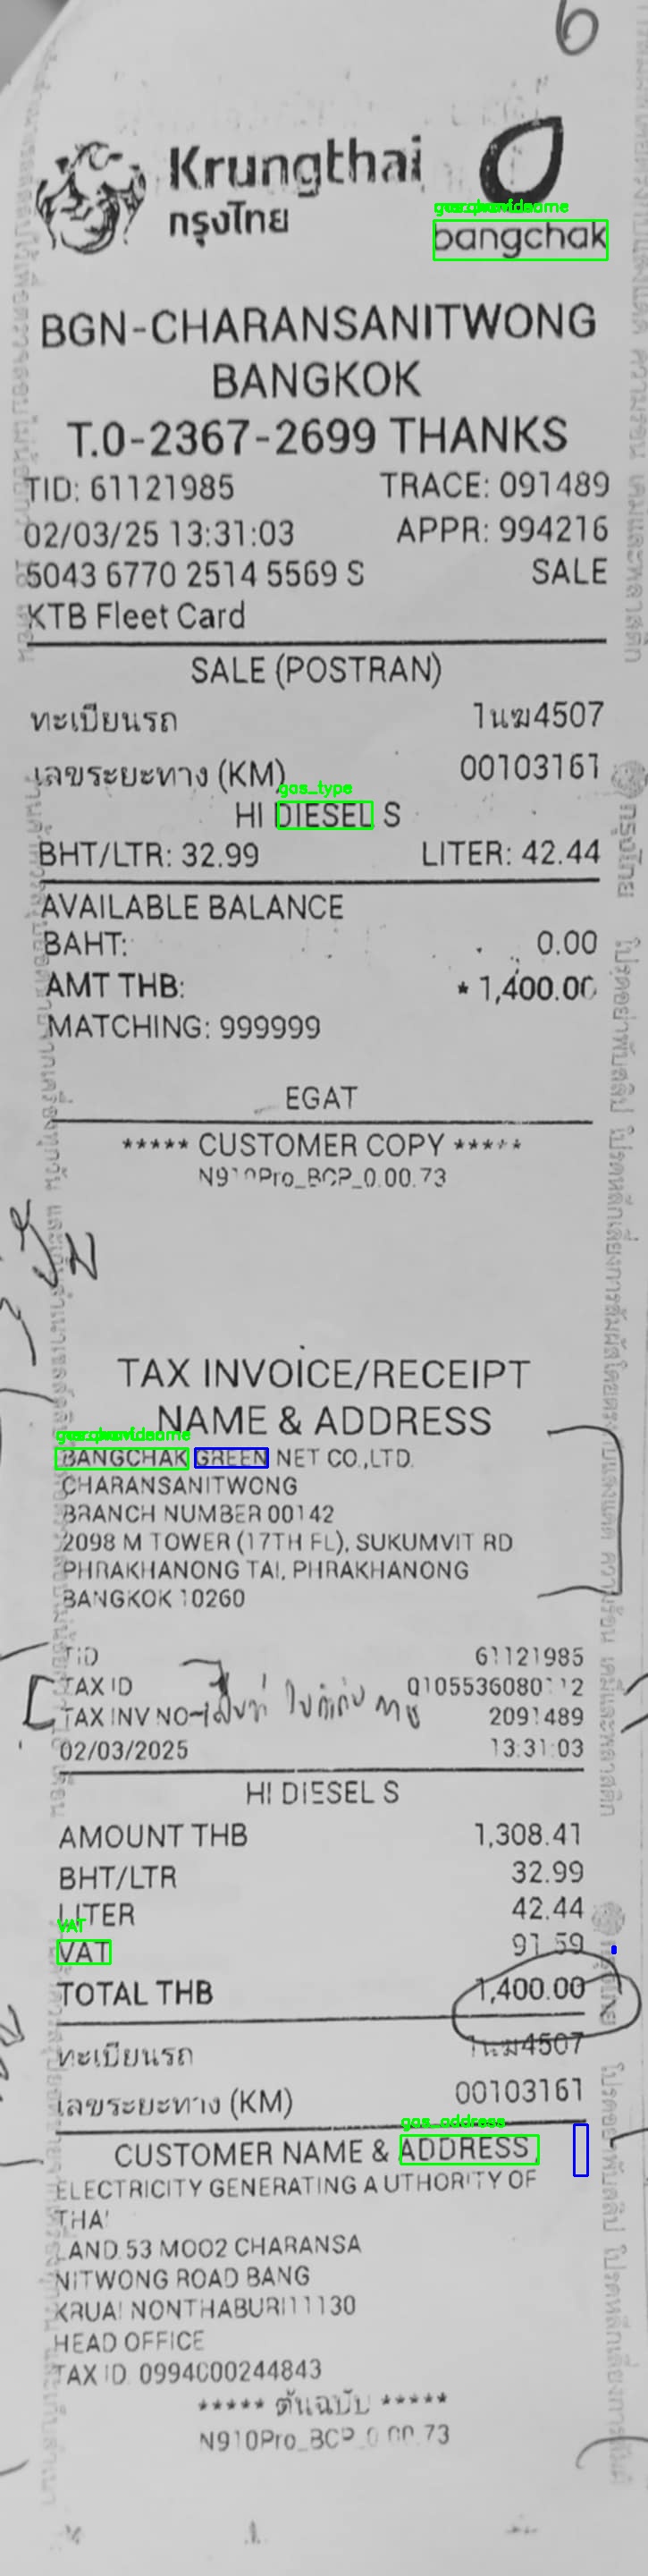 6
Krungthai
กรุงไทย
bangchak
BGN-CHARANSANITWONG
BANGKOK
T.0-2367-2699 THANKS
TID: 61121985 TRACE: 091489
02/03/25 13:31:03 APPR: 994216
5043 6770 2514 5569 S SALE
KTB Fleet Card
SALE (POSTRAN)
ทะเบียนรถ 1นฆ4507
เลขระยะทาง (KM) 00103161
gas_type
HI DIESEL S
BHT/LTR: 32.99 LITER: 42.44
AVAILABLE BALANCE
BAHT: 0.00
AMT THB: * 1,400.00
MATCHING: 999999
EGAT
***** CUSTOMER COPY *****
N910Pro_BCP_0.00.73
TAX INVOICE/RECEIPT
NAME & ADDRESS
BANGCHAK GREEN NET CO.,LTD.
CHARANSANITWONG
BRANCH NUMBER 00142
2098 M TOWER (17TH FL), SUKUMVIT RD
PHRAKHANONG TAI, PHRAKHANONG
BANGKOK 10260
TID 61121985
TAX ID 0105536080112
TAX INV NO 2091489
02/03/2025 13:31:03
HI DIESEL S
AMOUNT THB 1,308.41
BHT/LTR 32.99
LITER 42.44
VAT
VAT 91.59
TOTAL THB 1,400.00
ทะเบียนรถ 1นฆ4507
เลขระยะทาง (KM) 00103161
gas_address
CUSTOMER NAME & ADDRESS
ELECTRICITY GENERATING AUTHORITY OF
THAI
LAND 53 MOO2 CHARANSA
NITWONG ROAD BANG
KRUAI NONTHABURI11130
HEAD OFFICE
TAX ID 0994000244843
***** ต้นฉบับ *****
N910Pro_BCP_0.00.73